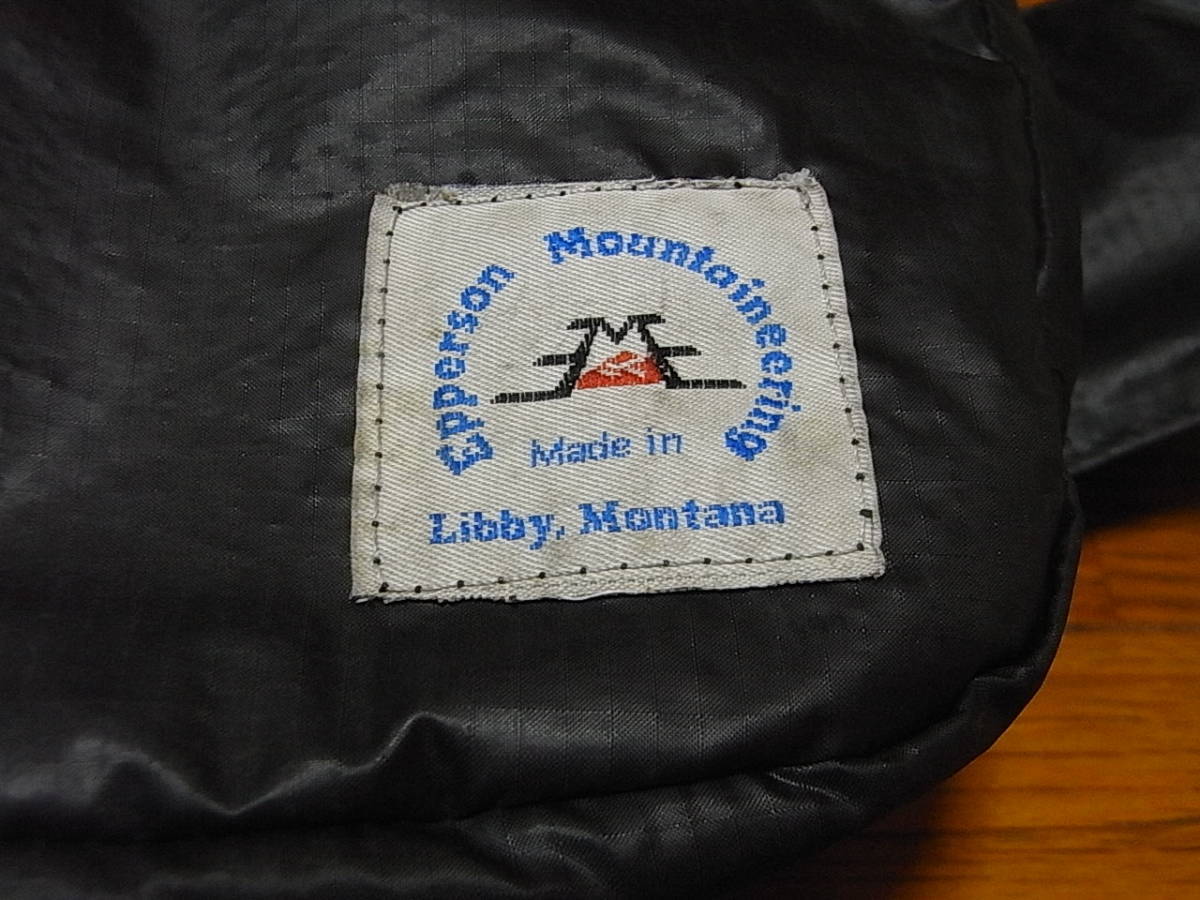 Epperson Mountaineering
Made in
Libby, Montana